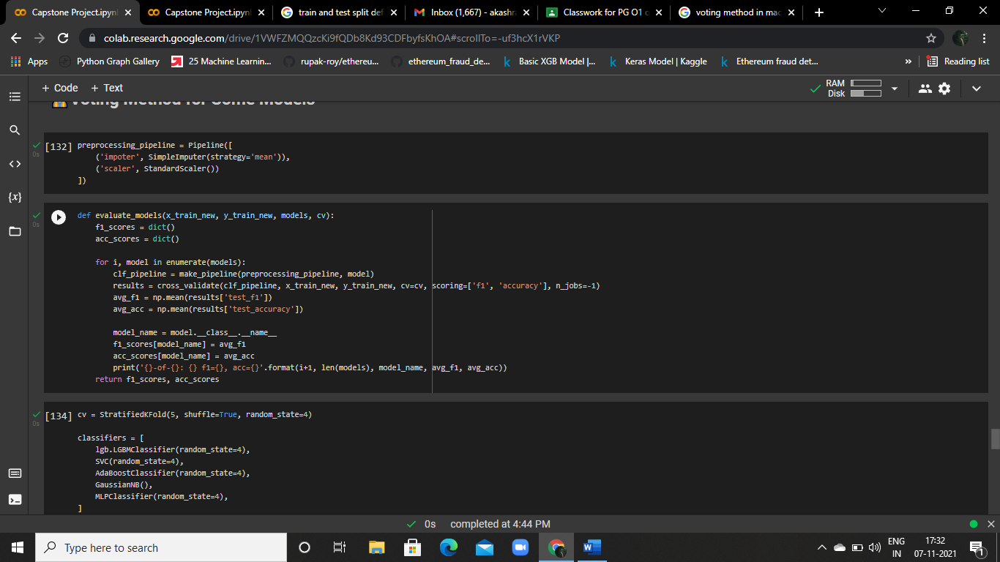 Capstone Project.ipynb
Capstone Project.ipynb
train and test split def
Inbox (1,667) - akashra
Classwork for PG O1 c
voting method in mac
colab.research.google.com/drive/1VWFZMQQzcKi9fQDb8Kd93CDFbyfsKhOA#scrollTo=-uf3hcX1rVKP
Apps
Python Graph Gallery
25 Machine Learnin...
rupak-roy/ethereu...
ethereum_fraud_de...
Basic XGB Model |...
Keras Model | Kaggle
Ethereum fraud det...
»
Reading list
+ Code + Text
RAM
Disk
Voting Method for Some Models
[132] preprocessing_pipeline = Pipeline([
('impoter', SimpleImputer(strategy='mean')),
('scaler', StandardScaler())
])
0s
def evaluate_models(x_train_new, y_train_new, models, cv):
f1_scores = dict()
acc_scores = dict()
0s
for i, model in enumerate(models):
clf_pipeline = make_pipeline(preprocessing_pipeline, model)
results = cross_validate(clf_pipeline, x_train_new, y_train_new, cv=cv, scoring=['f1', 'accuracy'], n_jobs=-1)
avg_f1 = np.mean(results['test_f1'])
avg_acc = np.mean(results['test_accuracy'])
model_name = model.__class__.__name__
f1_scores[model_name] = avg_f1
acc_scores[model_name] = avg_acc
print('{}-of-{}: {} f1={}, acc={}'.format(i+1, len(models), model_name, avg_f1, avg_acc))
return f1_scores, acc_scores
[134] cv = StratifiedKFold(5, shuffle=True, random_state=4)
0s
classifiers = [
lgb.LGBMClassifier(random_state=4),
SVC(random_state=4),
AdaBoostClassifier(random_state=4),
GaussianNB(),
MLPClassifier(random_state=4),
]
0s completed at 4:44 PM
Type here to search
W
ENG
IN
17:32
07-11-2021
1